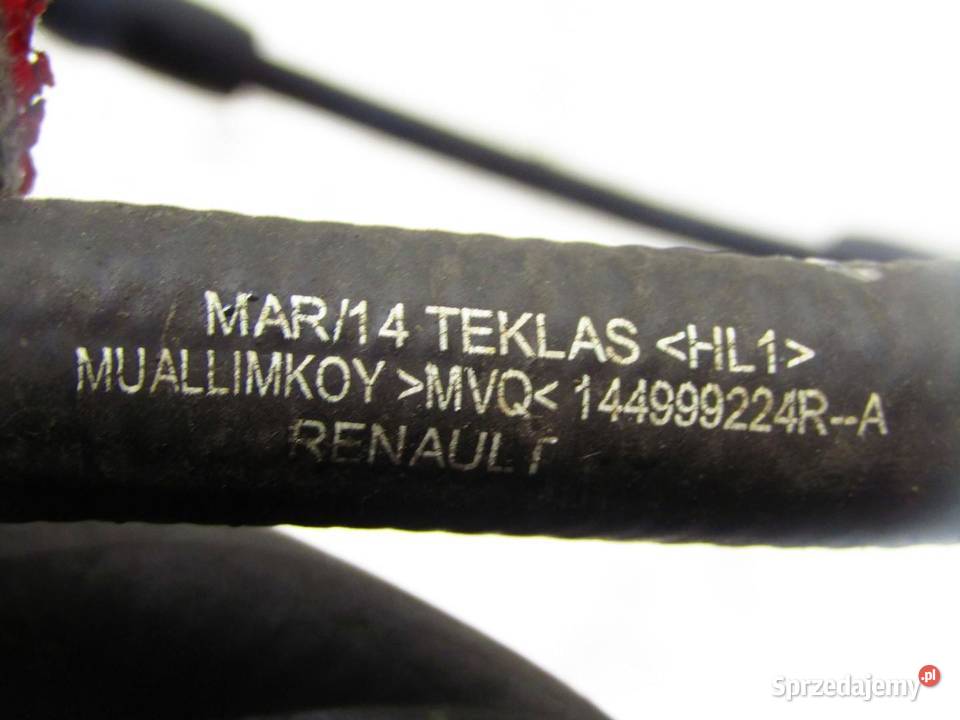 MAR/14 TEKLAS <HL1>
MUALLIMKOY >MVQ< 144999224R--A
RENAULT
Sprzedajemy.pl